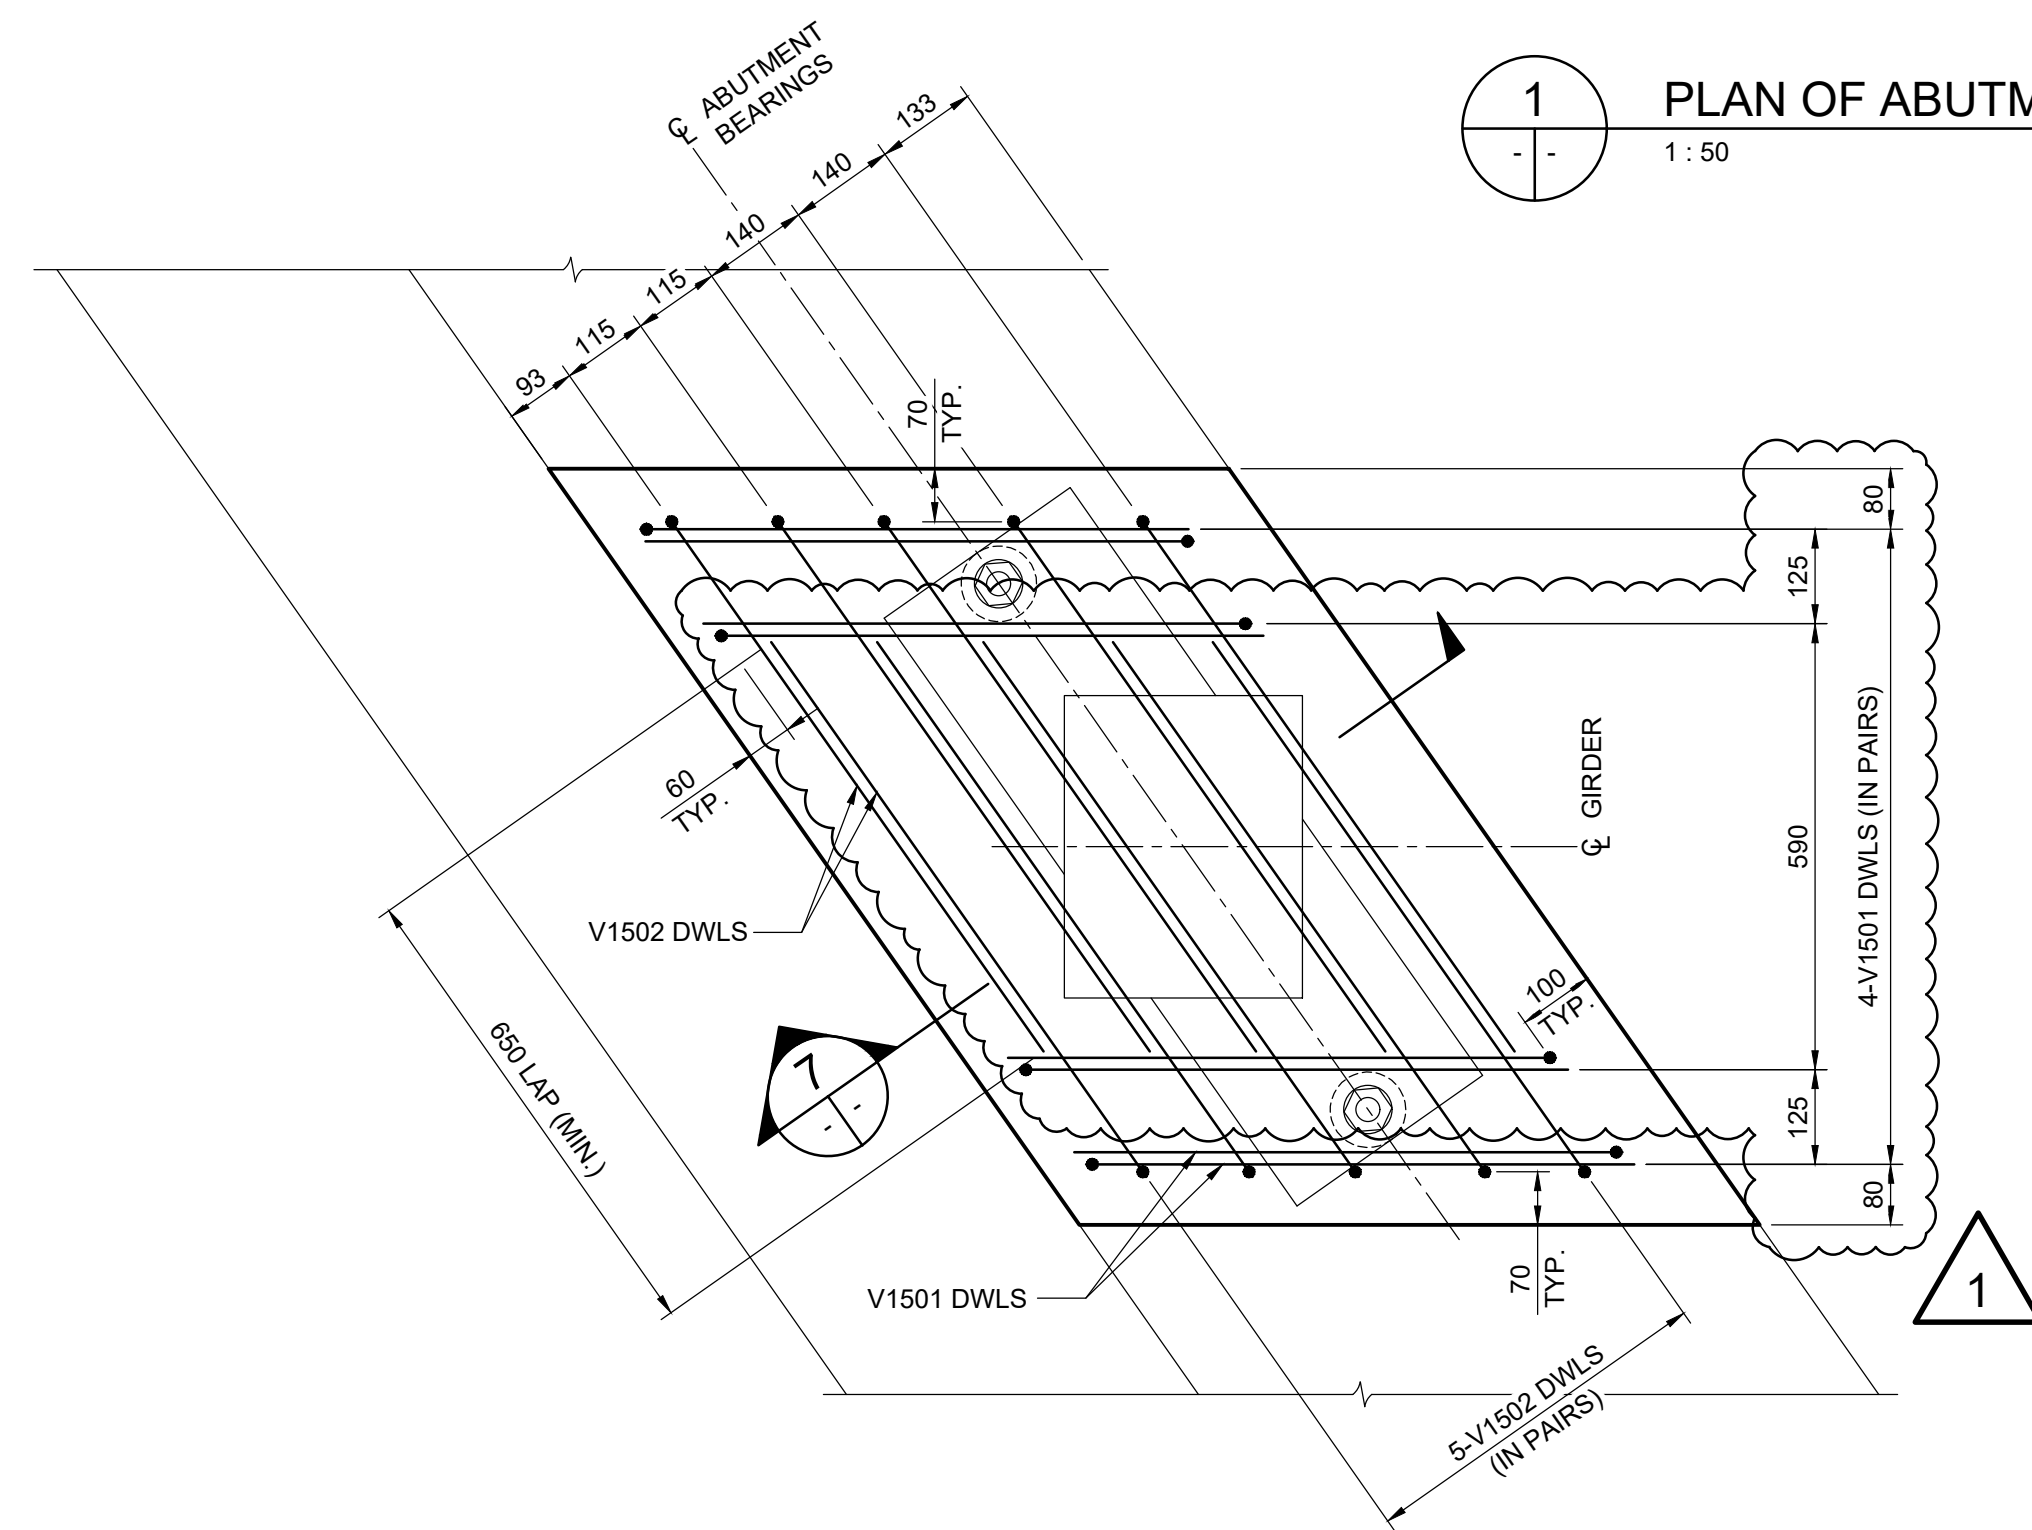 ℄ ABUTMENT
BEARINGS
1
- -
PLAN OF ABUTM
1 : 50
93
115
115
140
140
133
70
TYP.
80
125
590
4-V1501 DWLS (IN PAIRS)
℄ GIRDER
60
TYP.
V1502 DWLS
650 LAP (MIN.)
7
- -
100
TYP.
125
80
V1501 DWLS
70
TYP.
5-V1502 DWLS
(IN PAIRS)
1